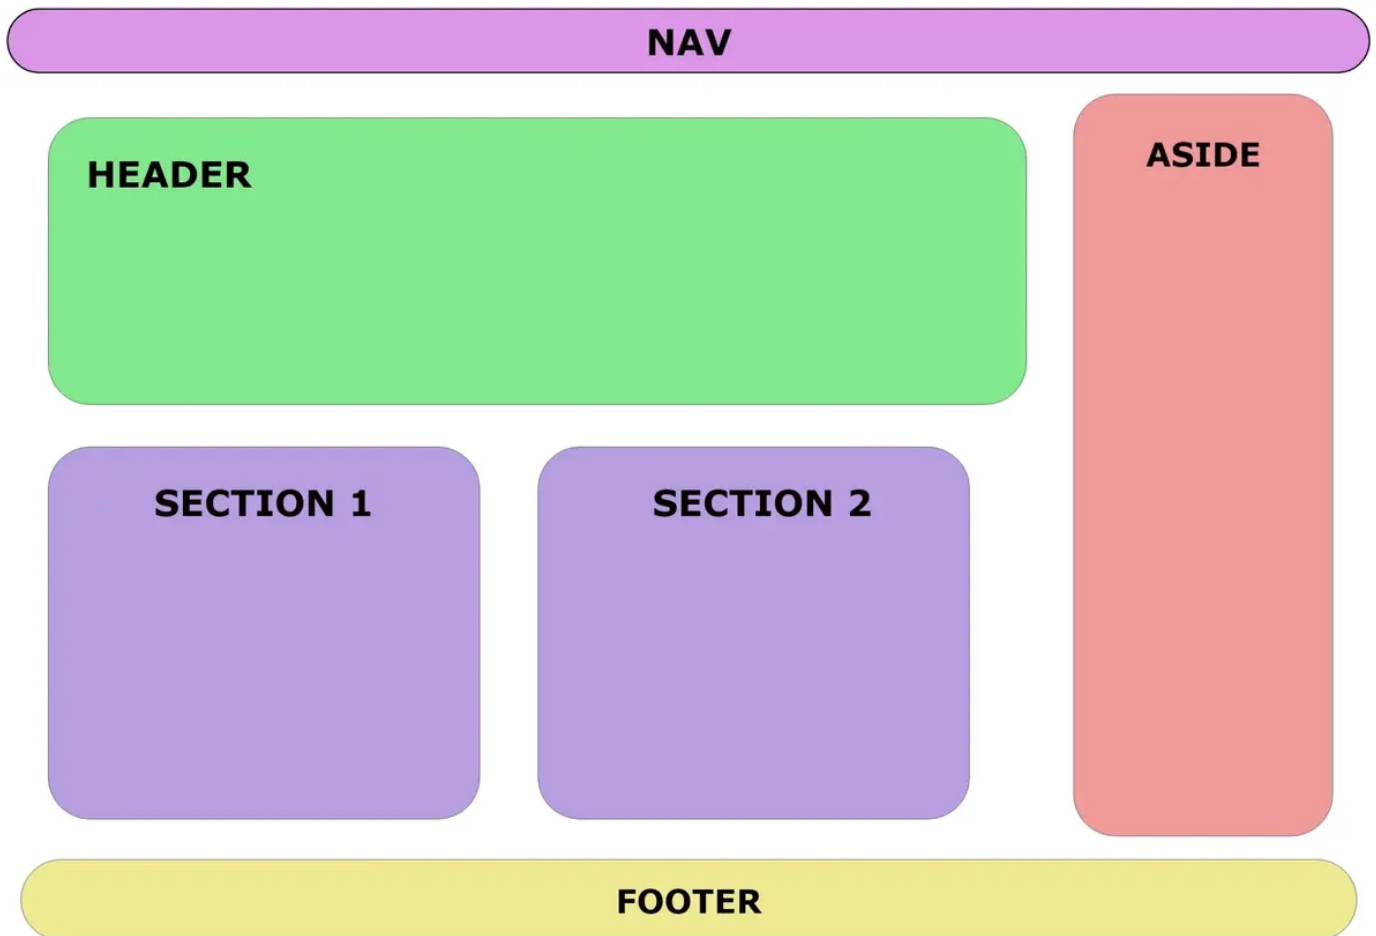 NAV
HEADER
ASIDE
SECTION 1
SECTION 2
FOOTER